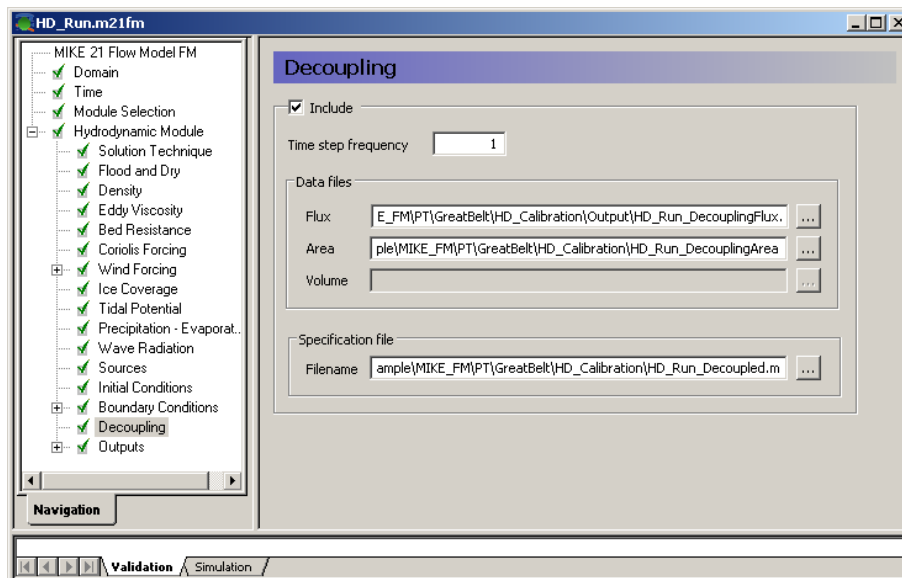 HD_Run.m21fm
MIKE 21 Flow Model FM
Domain
Time
Module Selection
Hydrodynamic Module
Solution Technique
Flood and Dry
Density
Eddy Viscosity
Bed Resistance
Coriolis Forcing
Wind Forcing
Ice Coverage
Tidal Potential
Precipitation - Evaporat..
Wave Radiation
Sources
Initial Conditions
Boundary Conditions
Decoupling
Outputs
Navigation
Decoupling
Include
Time step frequency 1
Data files
Flux E_FM\PT\GreatBelt\HD_Calibration\Output\HD_Run_DecouplingFlux. ...
Area ple\MIKE_FM\PT\GreatBelt\HD_Calibration\HD_Run_DecouplingArea ...
Volume ...
Specification file
Filename ample\MIKE_FM\PT\GreatBelt\HD_Calibration\HD_Run_Decoupled.m ...
Validation Simulation